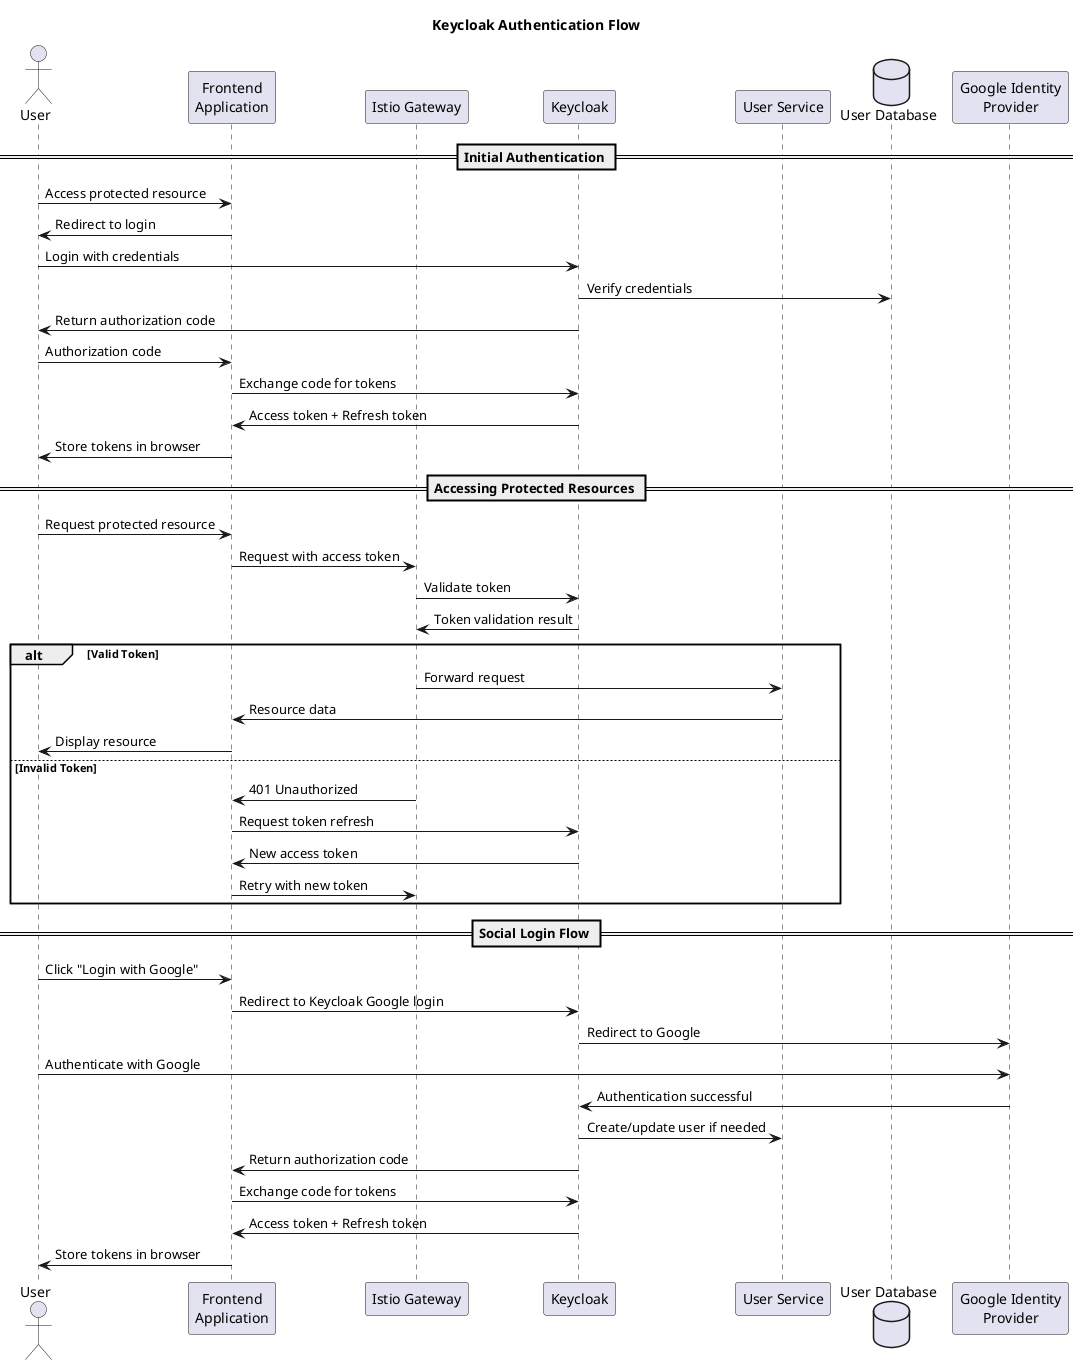 Keycloak Authentication Flow
User
Frontend
Application
Istio Gateway
Keycloak
User Service
User Database
Google Identity
Provider
Initial Authentication
Access protected resource
Redirect to login
Login with credentials
Verify credentials
Return authorization code
Authorization code
Exchange code for tokens
Access token + Refresh token
Store tokens in browser
Accessing Protected Resources
Request protected resource
Request with access token
Validate token
Token validation result
alt [Valid Token]
Forward request
Resource data
Display resource
[Invalid Token]
401 Unauthorized
Request token refresh
New access token
Retry with new token
Social Login Flow
Click "Login with Google"
Redirect to Keycloak Google login
Redirect to Google
Authenticate with Google
Authentication successful
Create/update user if needed
Return authorization code
Exchange code for tokens
Access token + Refresh token
Store tokens in browser
User
Frontend
Application
Istio Gateway
Keycloak
User Service
User Database
Google Identity
Provider